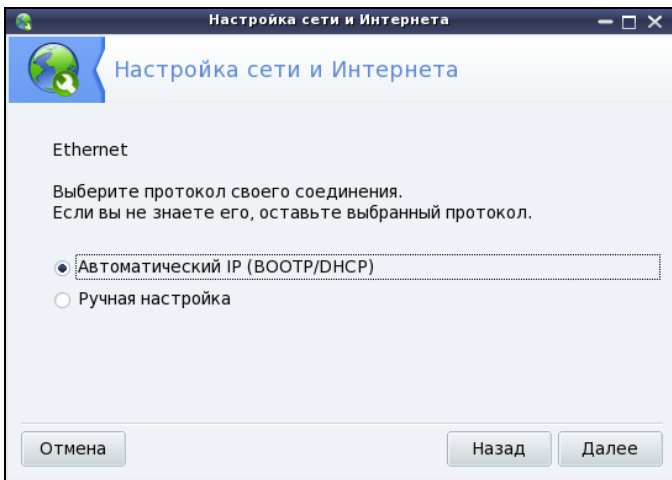 Настройка сети и Интернета
Настройка сети и Интернета
Ethernet
Выберите протокол своего соединения.
Если вы не знаете его, оставьте выбранный протокол.
Автоматический IP (BOOTP/DHCP)
Ручная настройка
Отмена
Назад
Далее